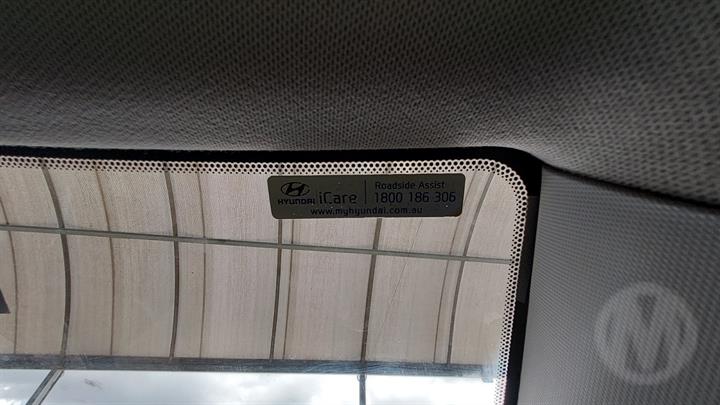 HYUNDAI iCare Roadside Assist
1800 186 306
www.myhyundai.com.au
M